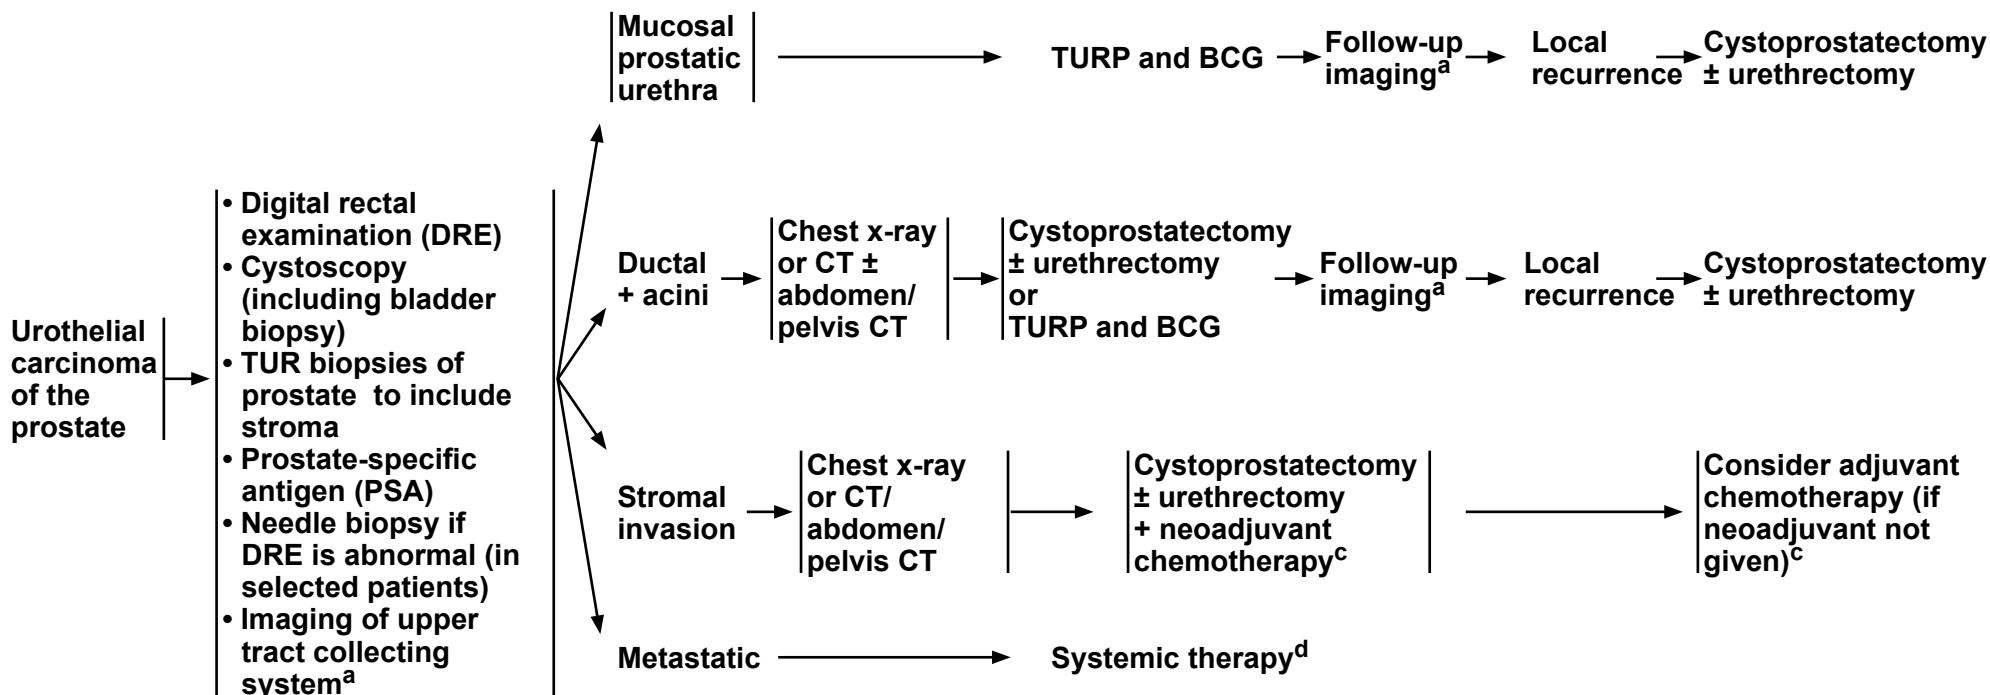 Urothelial
carcinoma
of the
prostate
• Digital rectal
examination (DRE)
• Cystoscopy
(including bladder
biopsy)
• TUR biopsies of
prostate to include
stroma
• Prostate-specific
antigen (PSA)
• Needle biopsy if
DRE is abnormal (in
selected patients)
• Imaging of upper
tract collecting
systemᵃ
Mucosal
prostatic
urethra
TURP and BCG
Follow-up
imagingᵃ
Local
recurrence
Cystoprostatectomy
± urethrectomy
Ductal
+ acini
Chest x-ray
or CT ±
abdomen/
pelvis CT
Cystoprostatectomy
± urethrectomy
or
TURP and BCG
Follow-up
imagingᵃ
Local
recurrence
Cystoprostatectomy
± urethrectomy
Stromal
invasion
Chest x-ray
or CT/
abdomen/
pelvis CT
Cystoprostatectomy
± urethrectomy
+ neoadjuvant
chemotherapyᶜ
Consider adjuvant
chemotherapy (if
neoadjuvant not
given)ᶜ
Metastatic
Systemic therapyᵈ